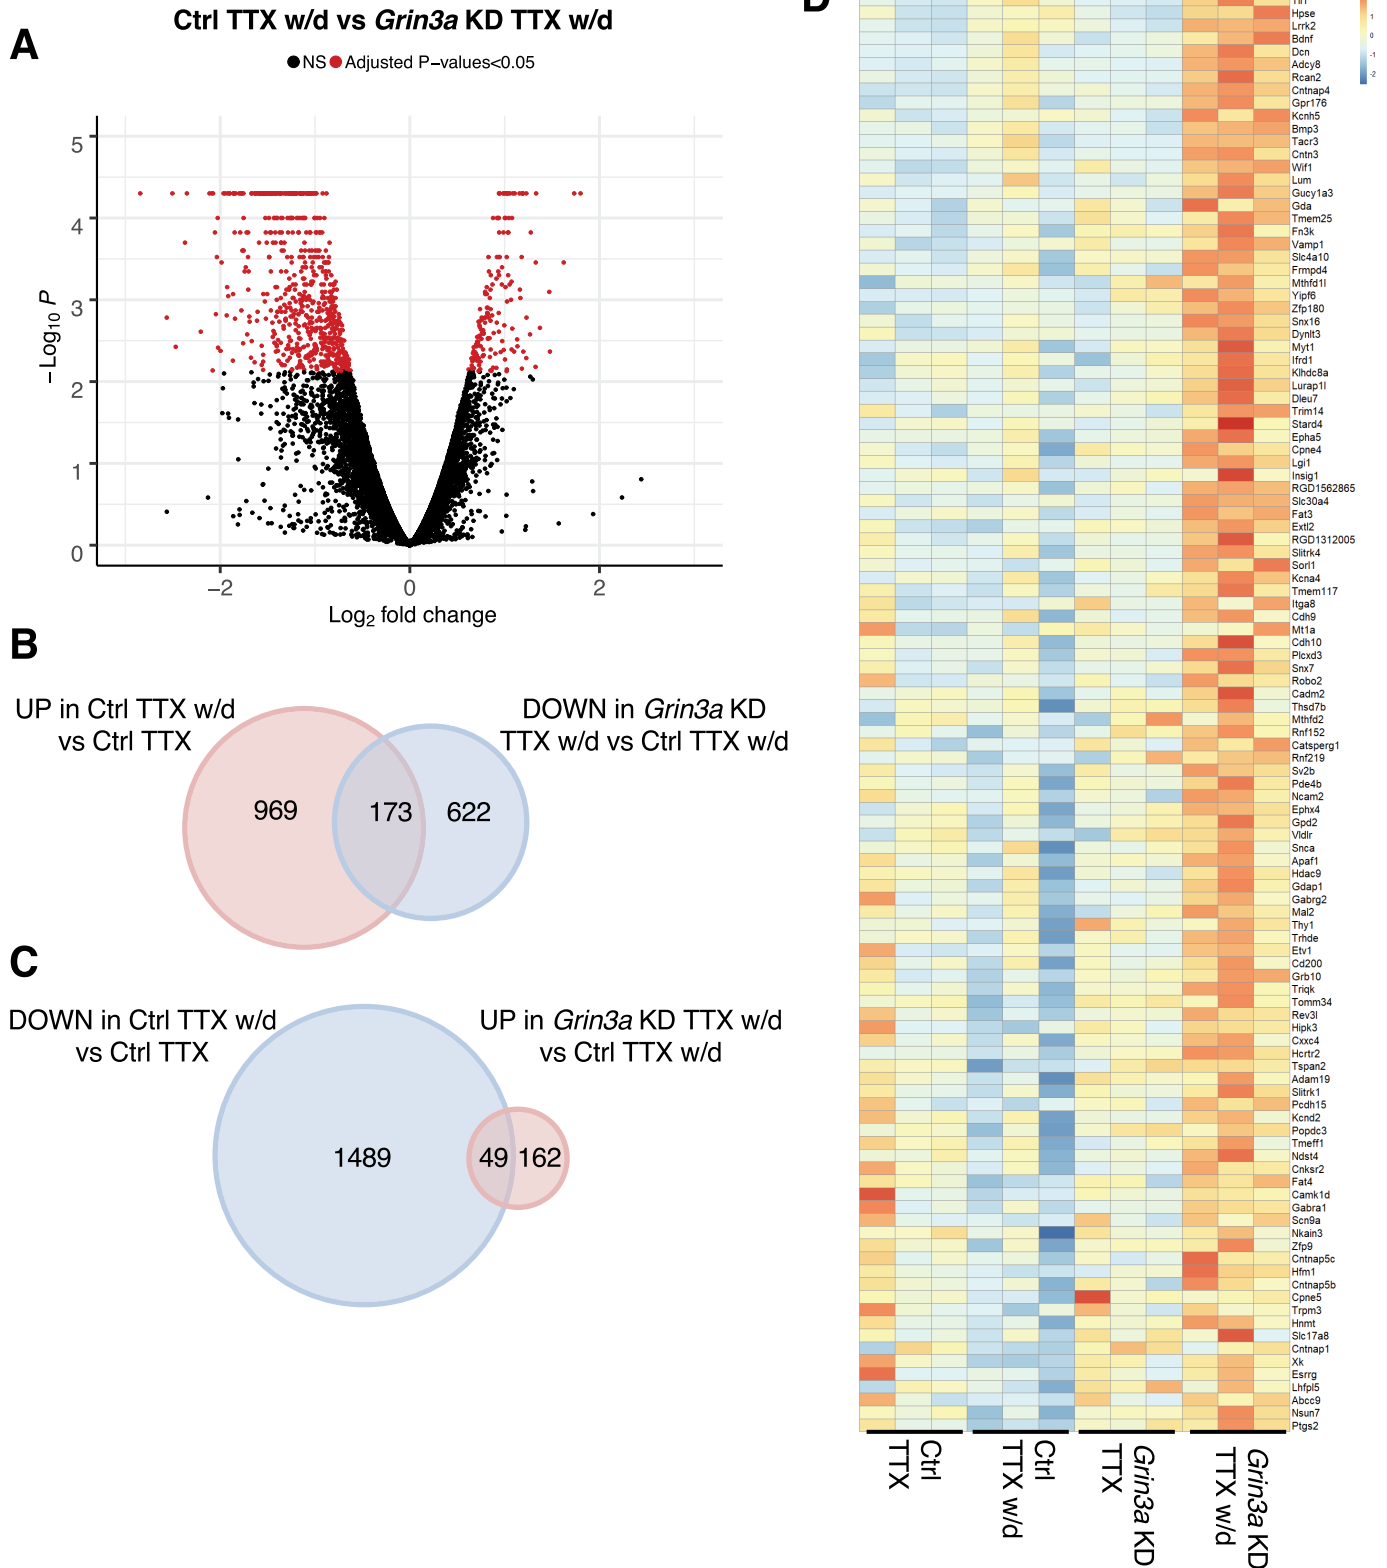 Ctrl TTX w/d vs Grin3a KD TTX w/d
A
NS Adjusted P-values<0.05
5
4
3
2
1
0
−Log10 P
−2
0
2
Log2 fold change
B
UP in Ctrl TTX w/d
vs Ctrl TTX
DOWN in Grin3a KD
TTX w/d vs Ctrl TTX w/d
969
173
622
C
DOWN in Ctrl TTX w/d
vs Ctrl TTX
UP in Grin3a KD TTX w/d
vs Ctrl TTX w/d
1489
49
162
D
1
0
-1
-2
Hpse
Lrrk2
Bdnf
Dcn
Adcy8
Rcan2
Cntnap4
Gpr176
Kcnh5
Bmp3
Tacr3
Cntn3
Wif1
Lum
Gucy1a3
Gda
Tmem25
Fn3k
Vamp1
Slc4a10
Frmpd4
Mthfd1l
Yipf6
Zfp180
Snx16
Dynlt3
Myt1
Ifrd1
Klhdc8a
Lurap1l
Dleu7
Trim14
Stard4
Epha5
Cpne4
Lgi1
Insig1
RGD1562865
Slc30a4
Fat3
Extl2
RGD1312005
Slitrk4
Sorl1
Kcna4
Tmem117
Itga8
Cdh9
Mt1a
Cdh10
Plcxd3
Snx7
Robo2
Cadm2
Thsd7b
Mthfd2
Rnf152
Catsperg1
Rnf219
Sv2b
Pde4b
Ncam2
Ephx4
Gpd2
Vldlr
Snca
Apaf1
Hdac9
Gdap1
Gabrg2
Mal2
Thy1
Trhde
Etv1
Cd200
Grb10
Triqk
Tomm34
Rev3l
Hipk3
Cxxc4
Hcrtr2
Tspan2
Adam19
Slitrk1
Pcdh15
Kcnd2
Popdc3
Tmeff1
Ndst4
Cnksr2
Fat4
Camk1d
Gabra1
Scn9a
Nkain3
Zfp9
Cntnap5c
Hfm1
Cntnap5b
Cpne5
Trpm3
Hnmt
Slc17a8
Cntnap1
Xk
Esrrg
Lhfpl5
Abcc9
Nsun7
Ptgs2
Ctrl
TTX
Ctrl
TTX w/d
Grin3a KD
TTX
Grin3a KD
TTX w/d